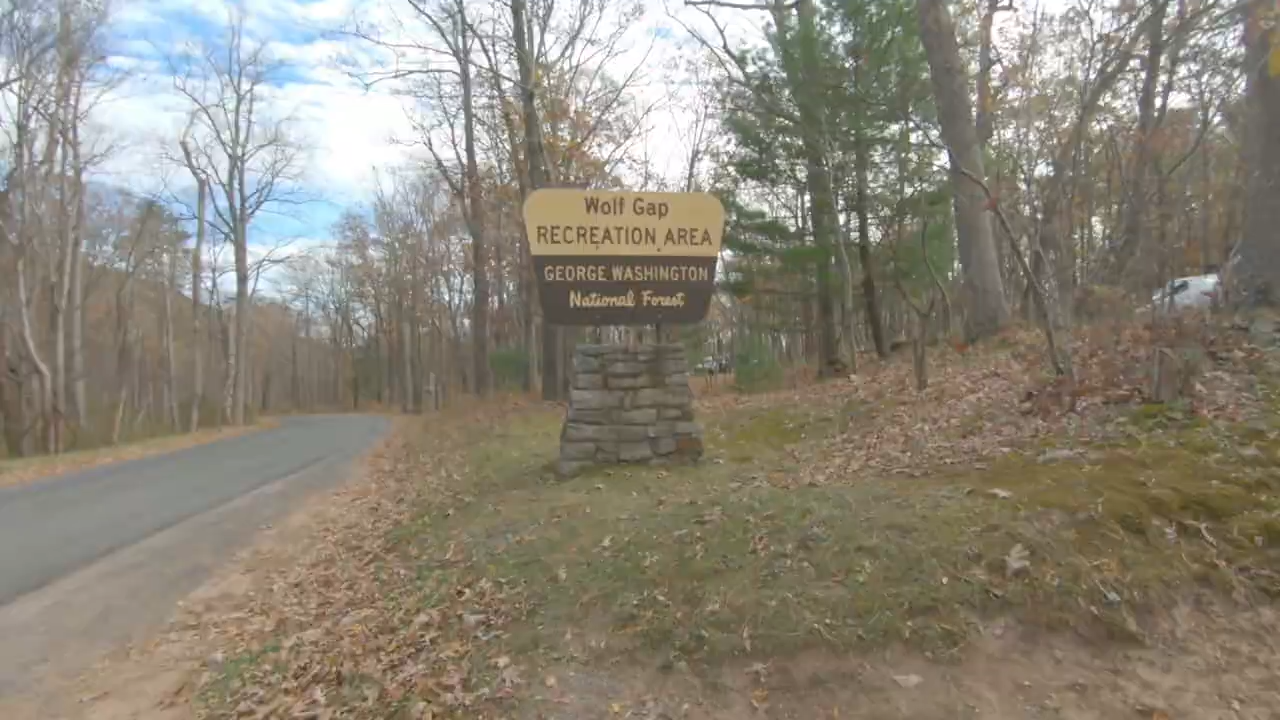 Wolf Gap
RECREATION AREA
GEORGE WASHINGTON
National Forest